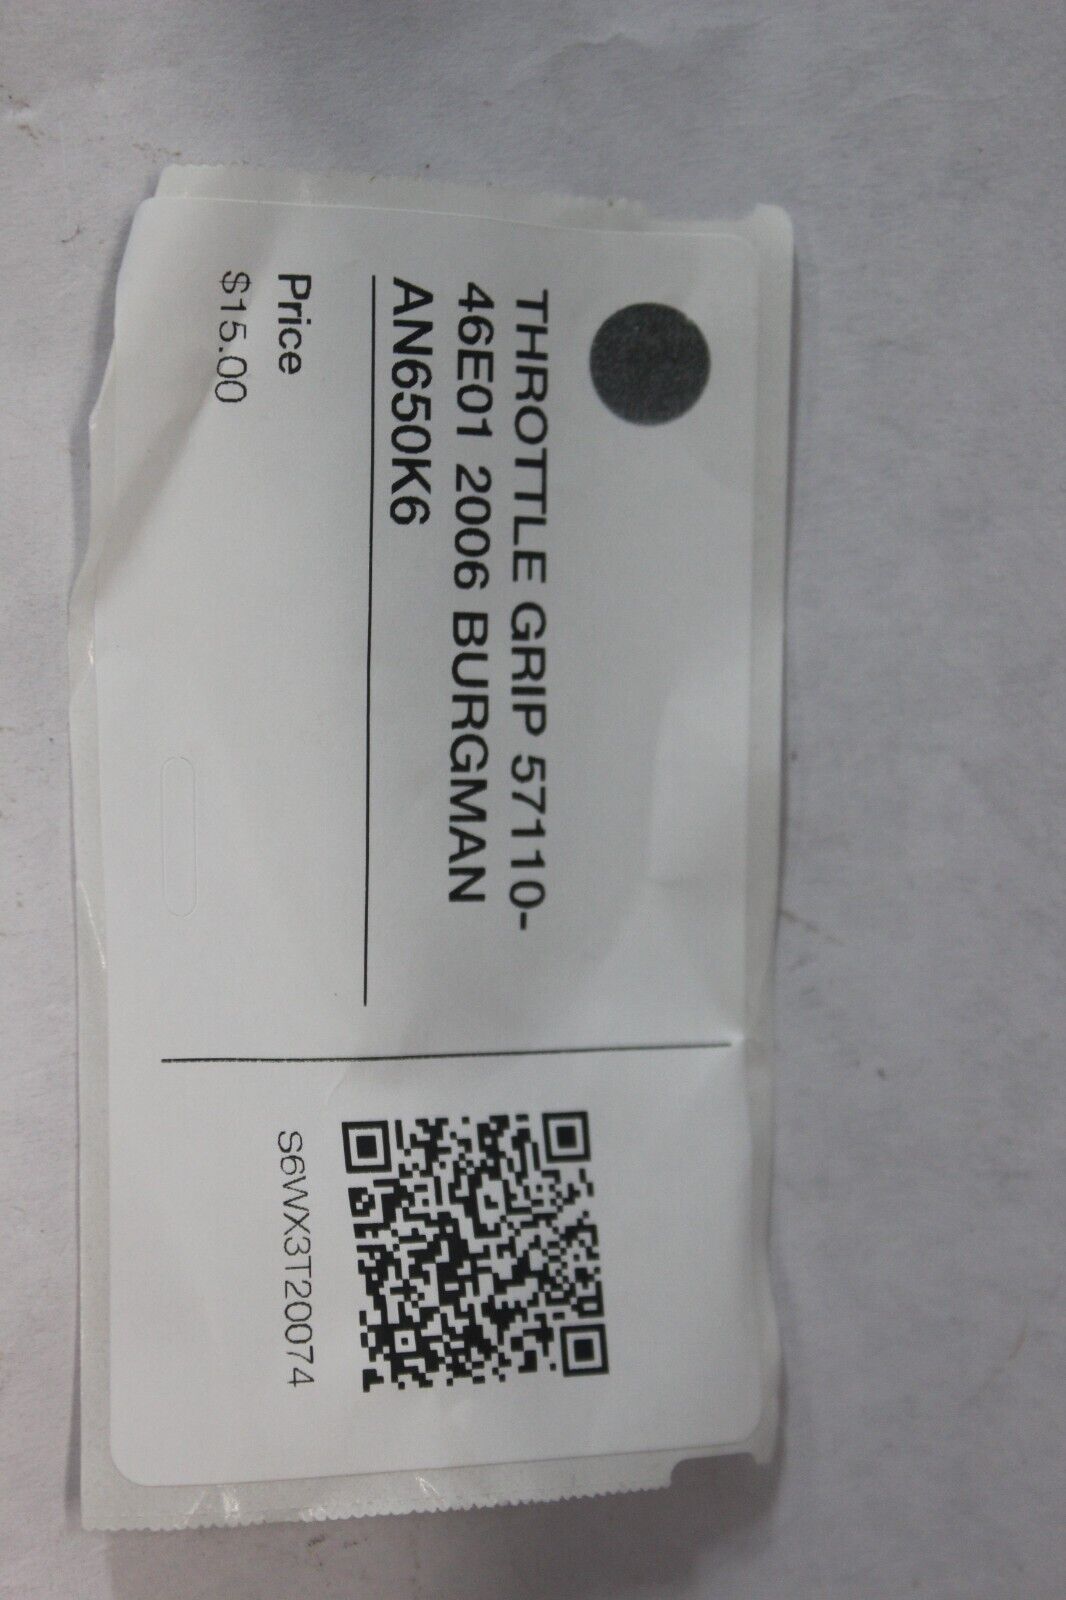 THROTTLE GRIP 57110-
46E01 2006 BURGMAN
AN650K6
Price
$15.00
S6WX3T20074